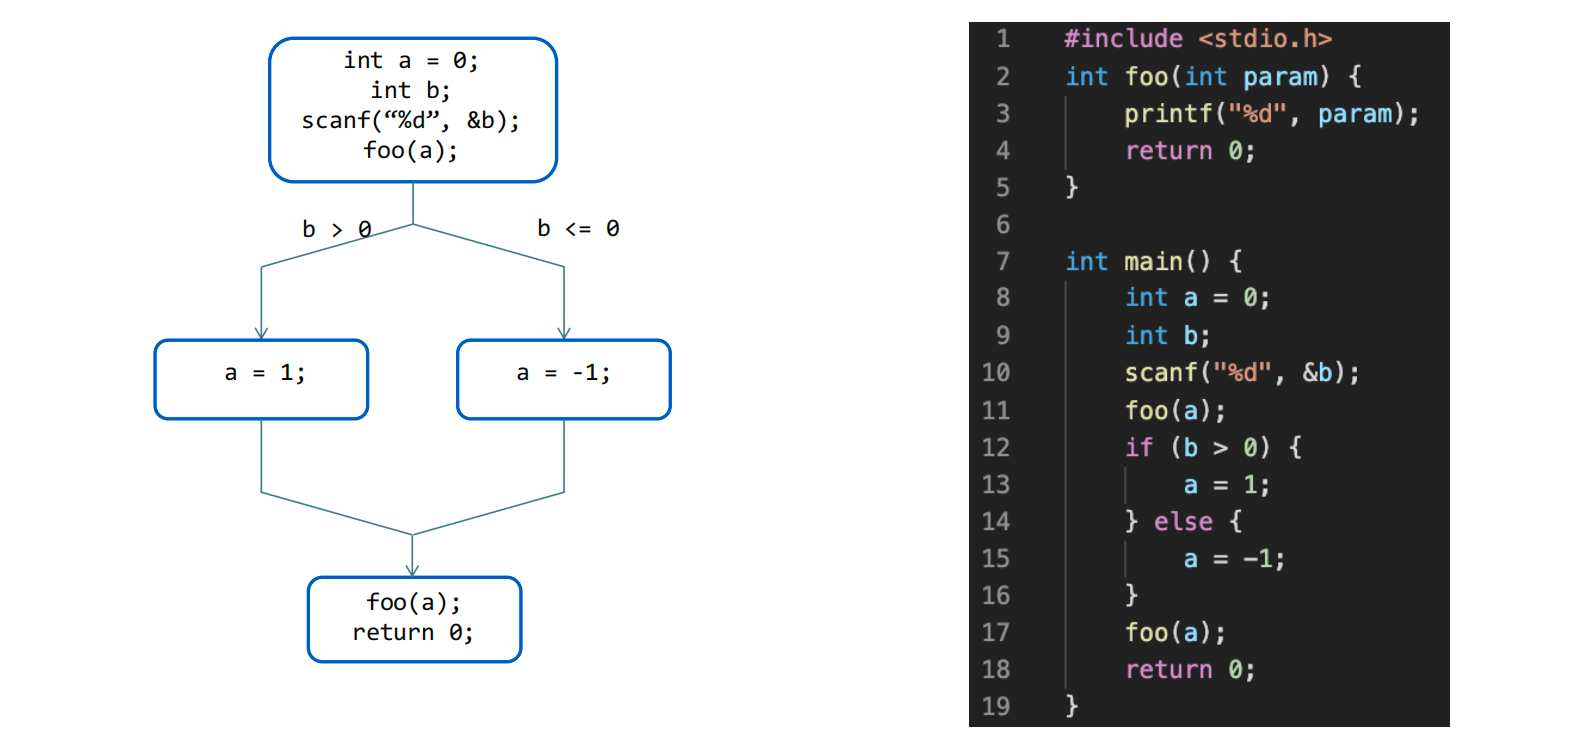 int a = 0;
int b;
scanf(“%d”, &b);
foo(a);
b > 0
b <= 0
a = 1;
a = -1;
foo(a);
return 0;
1 #include <stdio.h>
2 int foo(int param) {
3 printf("%d", param);
4 return 0;
5 }
6
7 int main() {
8 int a = 0;
9 int b;
10 scanf("%d", &b);
11 foo(a);
12 if (b > 0) {
13 a = 1;
14 } else {
15 a = -1;
16 }
17 foo(a);
18 return 0;
19 }